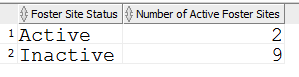 Foster Site Status Number of Active Foster Sites
1 Active 2
2 Inactive 9